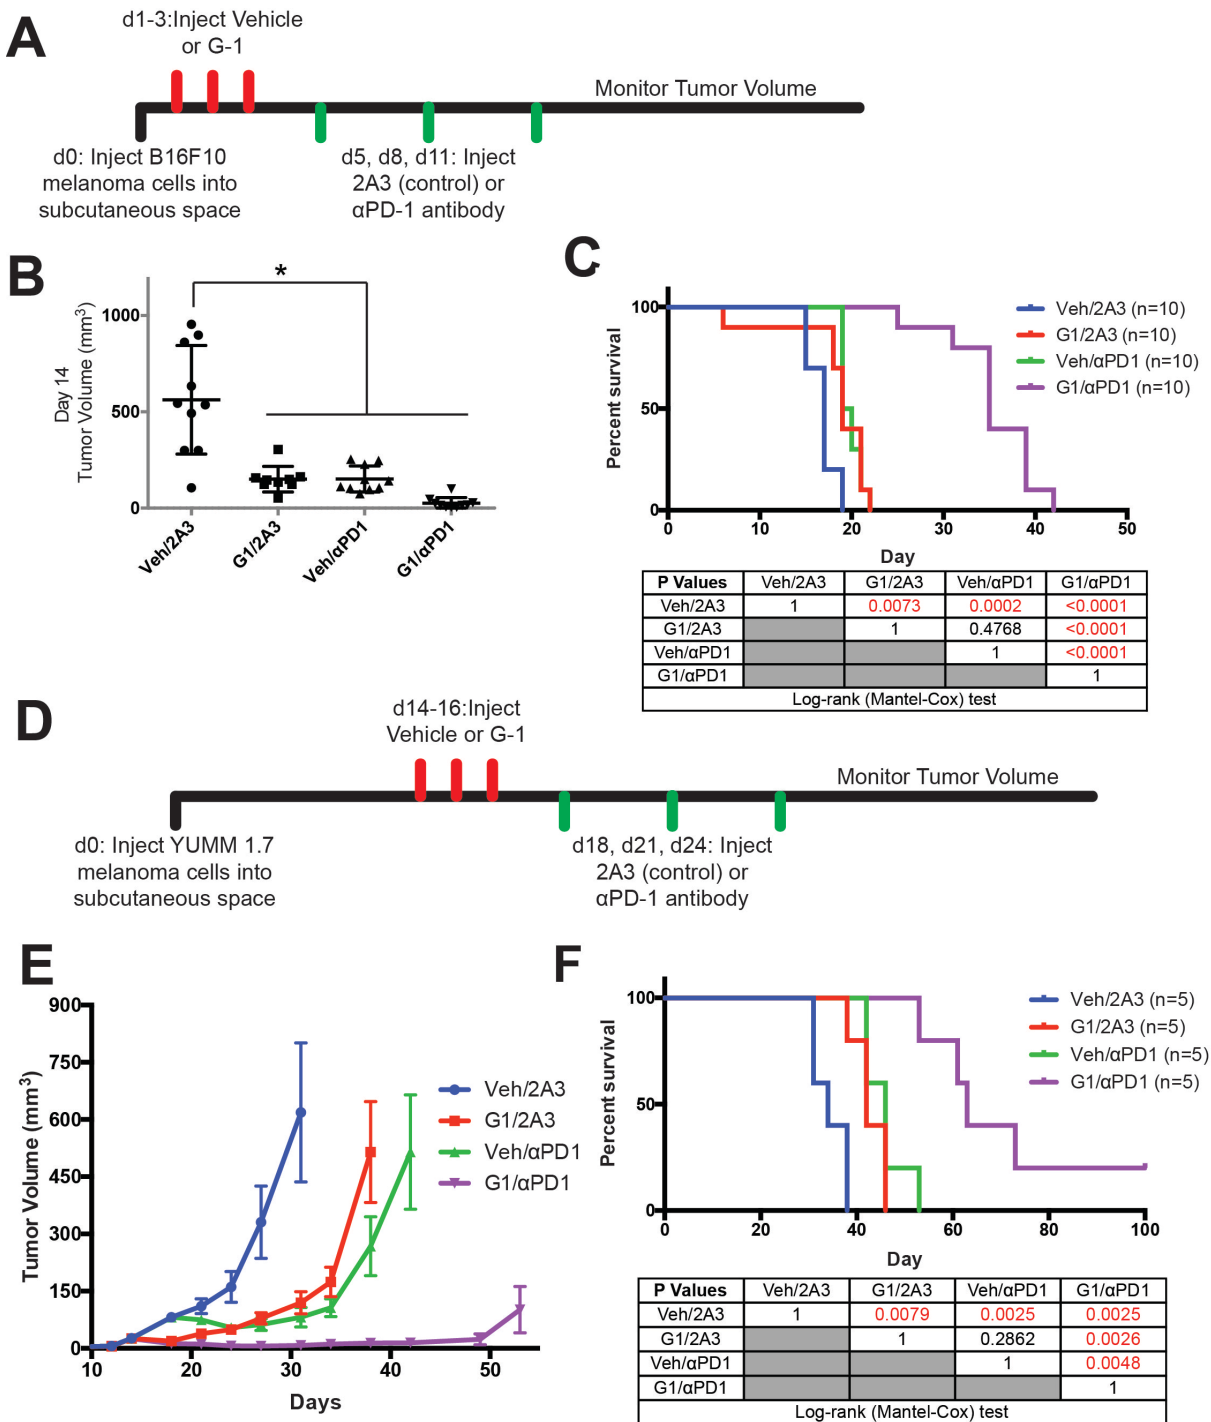 A
d1-3:Inject Vehicle
or G-1
Monitor Tumor Volume
d0: Inject B16F10
melanoma cells into
subcutaneous space
d5, d8, d11: Inject
2A3 (control) or
αPD-1 antibody
B
Day 14
Tumor Volume (mm³)
1000
500
0
*
Veh/2A3
G1/2A3
Veh/αPD1
G1/αPD1
C
Percent survival
100
50
0
0 10 20 30 40 50
Day
Veh/2A3 (n=10)
G1/2A3 (n=10)
Veh/αPD1 (n=10)
G1/αPD1 (n=10)
P Values Veh/2A3 G1/2A3 Veh/αPD1 G1/αPD1
Veh/2A3 1 0.0073 0.0002 <0.0001
G1/2A3 1 0.4768 <0.0001
Veh/αPD1 1 <0.0001
G1/αPD1 1
Log-rank (Mantel-Cox) test
D
d14-16:Inject
Vehicle or G-1
Monitor Tumor Volume
d0: Inject YUMM 1.7
melanoma cells into
subcutaneous space
d18, d21, d24: Inject
2A3 (control) or
αPD-1 antibody
E
Tumor Volume (mm³)
900
750
600
450
300
150
0
10 20 30 40 50
Days
Veh/2A3
G1/2A3
Veh/αPD1
G1/αPD1
F
Percent survival
100
50
0
0 20 40 60 80 100
Day
Veh/2A3 (n=5)
G1/2A3 (n=5)
Veh/αPD1 (n=5)
G1/αPD1 (n=5)
P Values Veh/2A3 G1/2A3 Veh/αPD1 G1/αPD1
Veh/2A3 1 0.0079 0.0025 0.0025
G1/2A3 1 0.2862 0.0026
Veh/αPD1 1 0.0048
G1/αPD1 1
Log-rank (Mantel-Cox) test